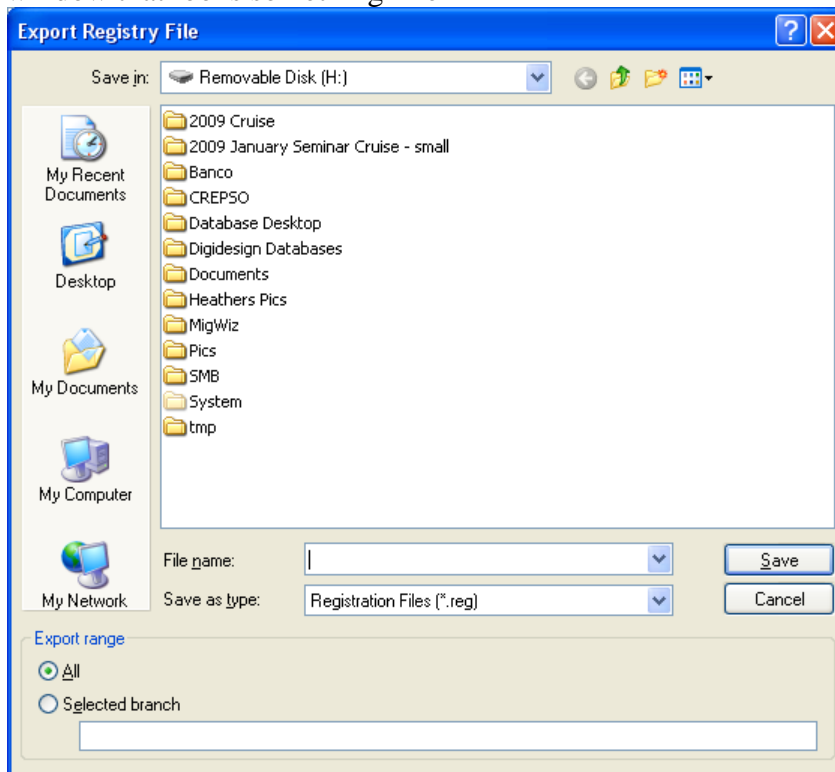 Export Registry File
Save in: Removable Disk (H:)
My Recent
Documents
Desktop
My Documents
My Computer
My Network
2009 Cruise
2009 January Seminar Cruise - small
Banco
CREPSO
Database Desktop
Digidesign Databases
Documents
Heathers Pics
MigWiz
Pics
SMB
System
tmp
File name:
Save
Save as type: Registration Files (*.reg)
Cancel
Export range
All
Selected branch